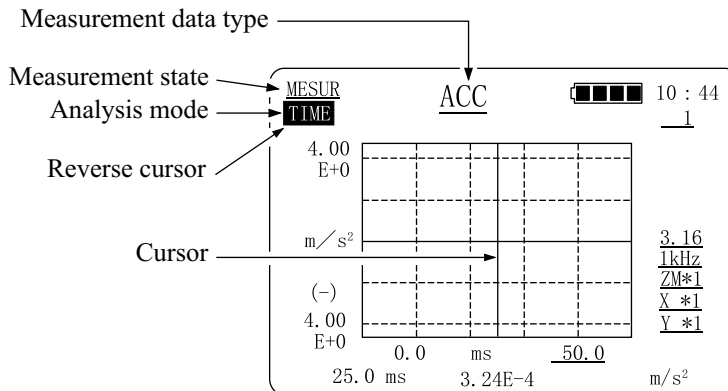 Measurement data type
Measurement state
Analysis mode
Reverse cursor
Cursor
MESUR
ACC
10 : 44
TIME
1
4.00
E+0
m/s²
(-)
4.00
E+0
3.16
1kHz
ZM*1
X *1
Y *1
0.0 ms 50.0
25.0 ms 3.24E-4 m/s²